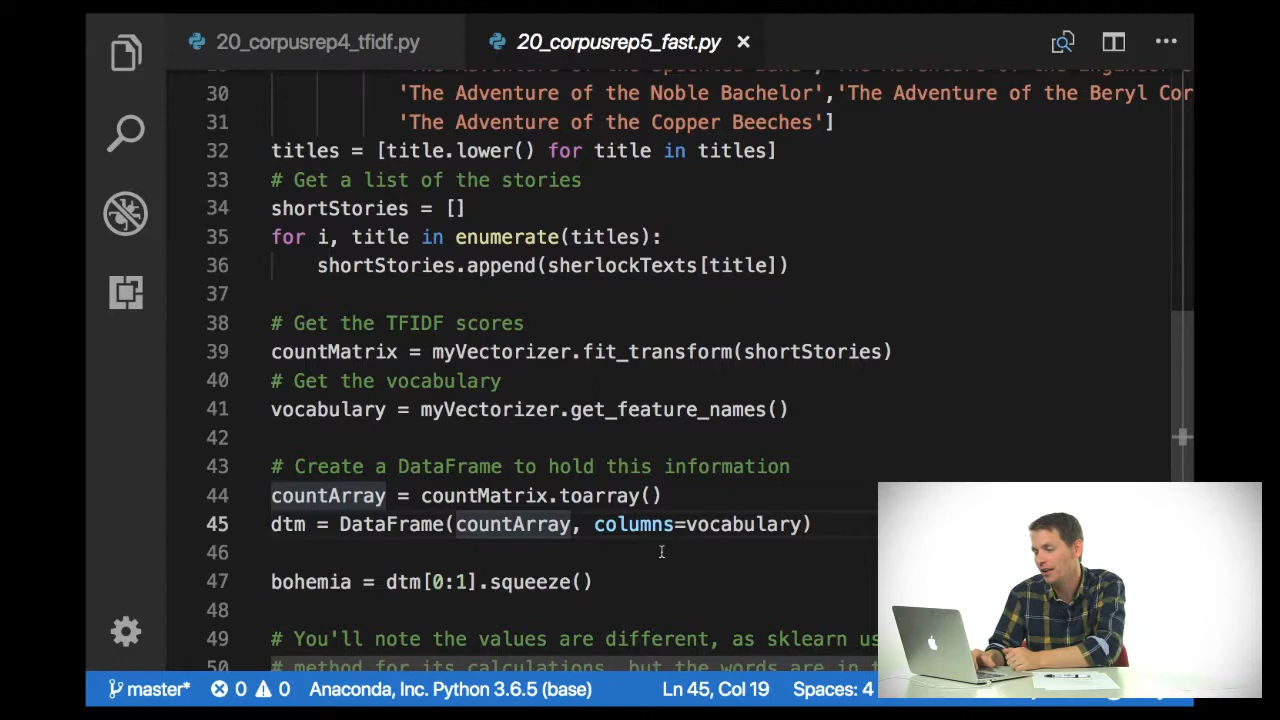 20_corpusrep4_tfidf.py
20_corpusrep5_fast.py
30 'The Adventure of the Noble Bachelor','The Adventure of the Beryl Cor
31 'The Adventure of the Copper Beeches']
32 titles = [title.lower() for title in titles]
33 # Get a list of the stories
34 shortStories = []
35 for i, title in enumerate(titles):
36 shortStories.append(sherlockTexts[title])
37
38 # Get the TFIDF scores
39 countMatrix = myVectorizer.fit_transform(shortStories)
40 # Get the vocabulary
41 vocabulary = myVectorizer.get_feature_names()
42
43 # Create a DataFrame to hold this information
44 countArray = countMatrix.toarray()
45 dtm = DataFrame(countArray, columns=vocabulary)
46
47 bohemia = dtm[0:1].squeeze()
48
49 # You'll note the values are different, as sklearn us
50 # method for its calculations, but the words are in t
master* 0 0 Anaconda, Inc. Python 3.6.5 (base) Ln 45, Col 19 Spaces: 4